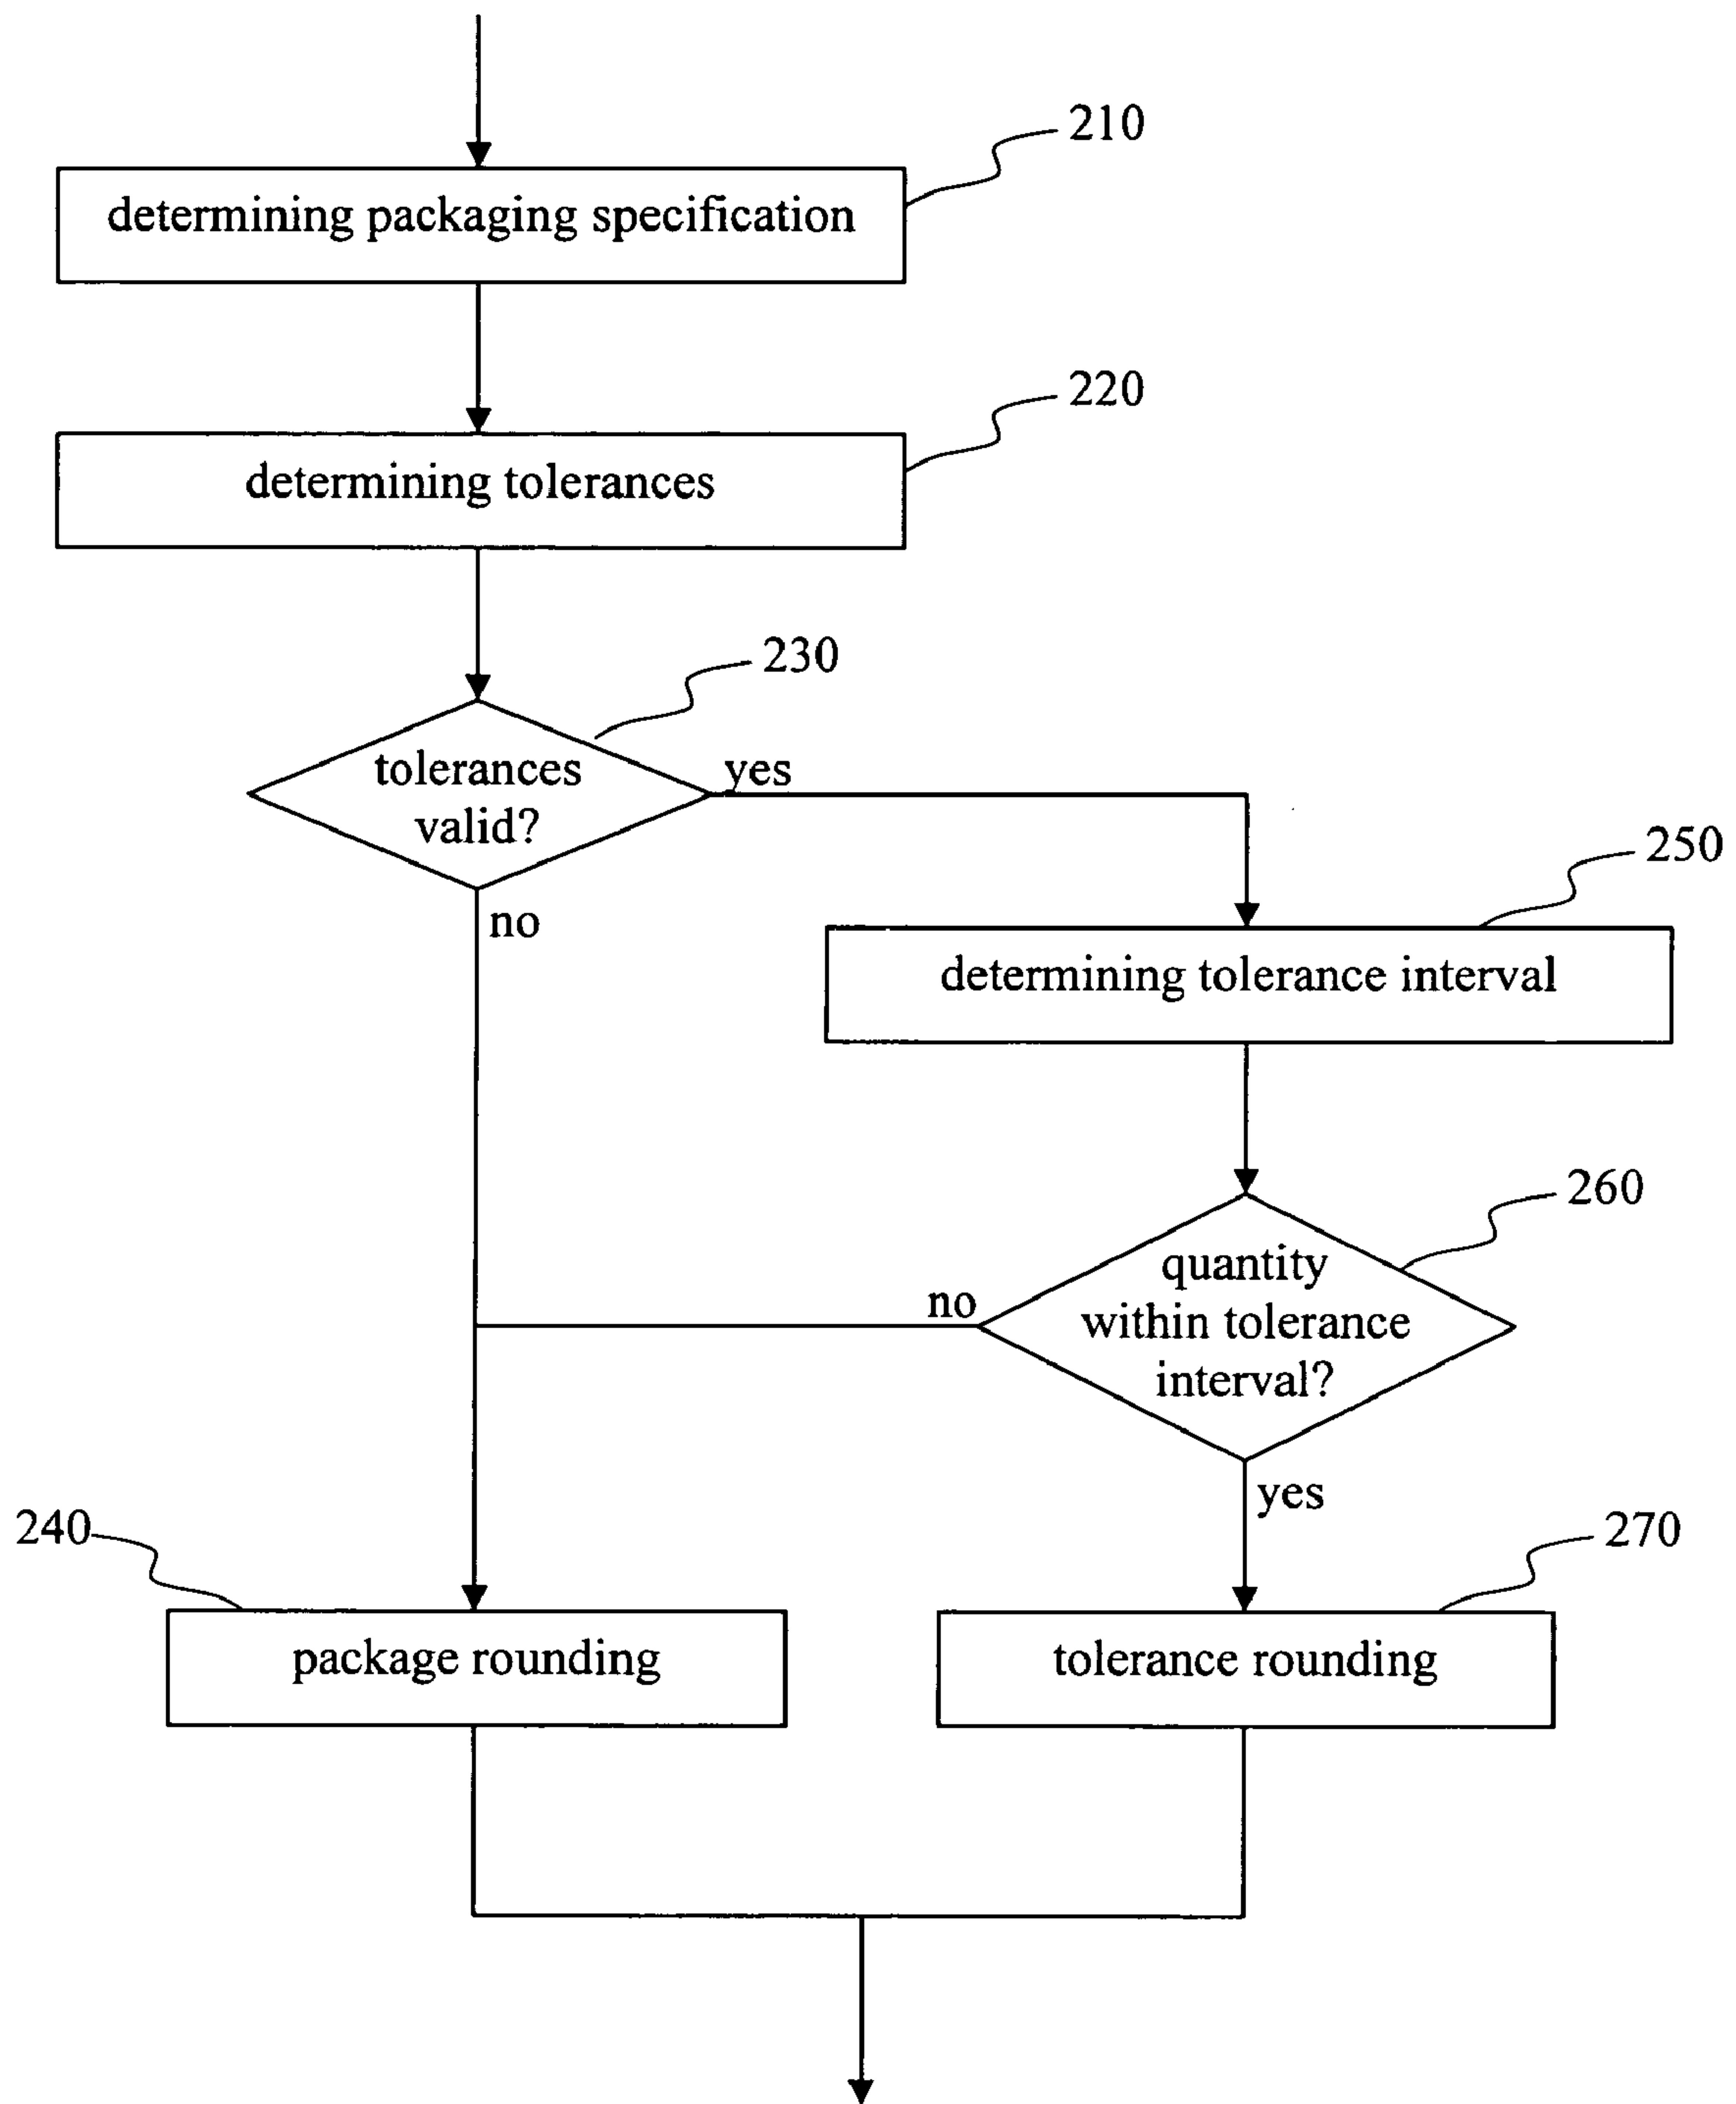 210
determining packaging specification
220
determining tolerances
230
tolerances
valid?
yes
no
250
determining tolerance interval
260
quantity
within tolerance
interval?
no
yes
240
package rounding
270
tolerance rounding